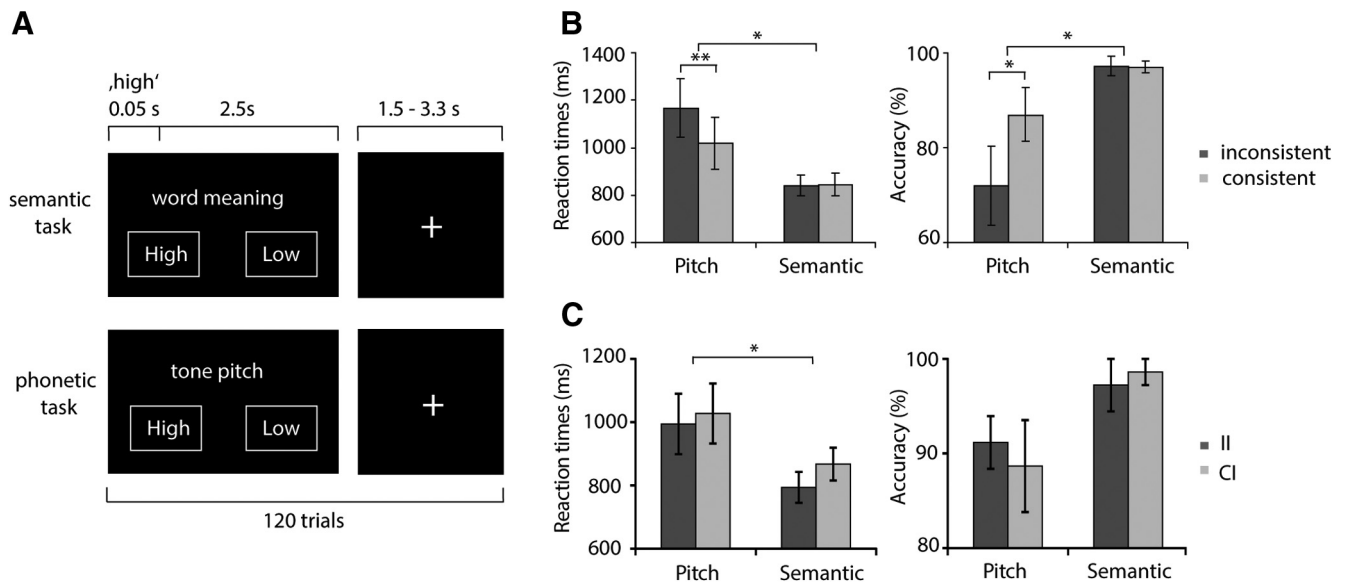 A
‚high‘
0.05 s 2.5s 1.5 - 3.3 s
semantic
task
word meaning
High Low
+
phonetic
task
tone pitch
High Low
+
120 trials
B
Reaction times (ms)
1400
1200
1000
800
600
*
**
Pitch Semantic
Accuracy (%)
100
80
60
*
*
Pitch Semantic
inconsistent
consistent
C
Reaction times (ms)
1200
1000
800
600
*
Pitch Semantic
Accuracy (%)
100
90
80
Pitch Semantic
II
CI